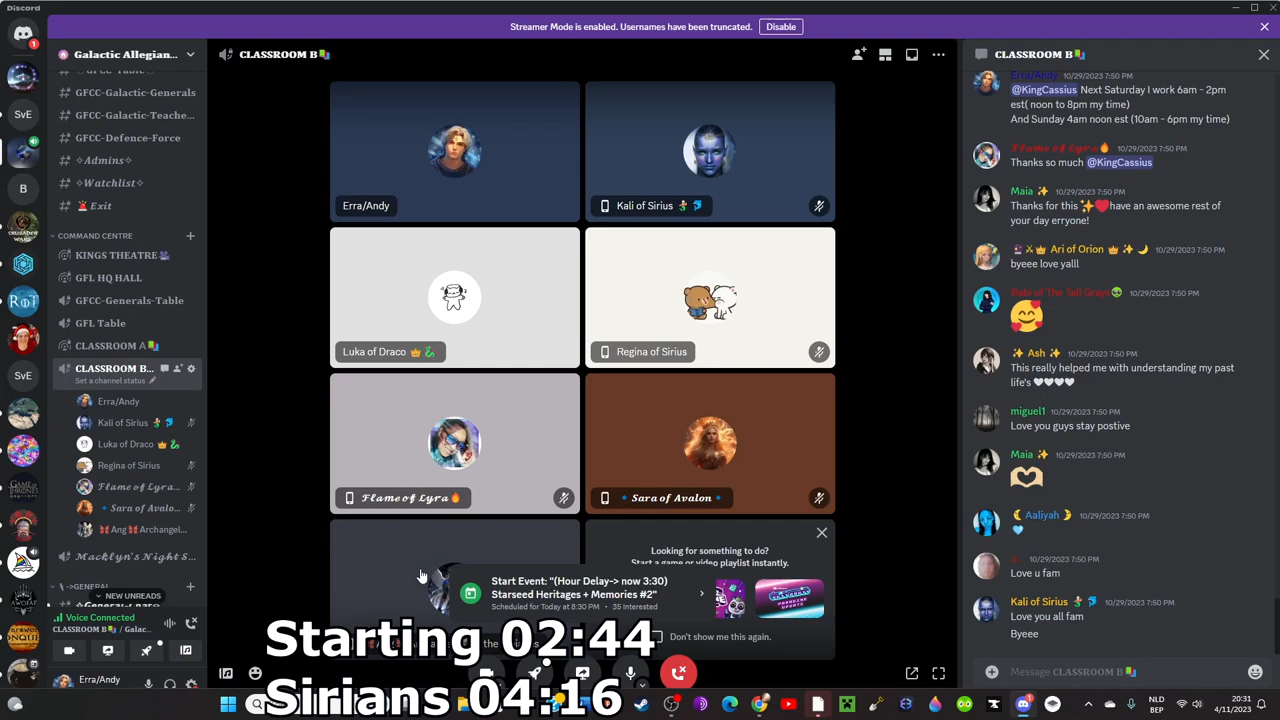 Discord
Streamer Mode is enabled. Usernames have been truncated.
Disable
Galactic Allegian...
GFCC-Table
GFCC-Galactic-Generals
GFCC-Galactic-Teache...
GFCC-Defence-Force
✧Admins✧
✧Watchlist✧
🚨 Exit
COMMAND CENTRE
KINGS THEATRE
GFL HQ HALL
GFCC-Generals-Table
GFL Table
CLASSROOM A
CLASSROOM B...
Set a channel status
Erra/Andy
Kali of Sirius
Luka of Draco 👑 🐉
Regina of Sirius
Flame of Lyra...
🔹Sara of Avalo...
Ang Archangel...
Macklyn's Night S...
NEW UNREADS
Voice Connected
CLASSROOM B / Galac...
Erra/Andy
SvE
B
SvE
CLASSROOM B
Erra/Andy
Kali of Sirius
Luka of Draco 👑 🐉
Regina of Sirius
Flame of Lyra🔥
🔹Sara of Avalon🔹
Looking for something to do?
Start a game or video playlist instantly.
Start Event: "(Hour Delay-> now 3:30)
Starseed Heritages + Memories #2"
Scheduled for Today at 8:30 PM • 35 Interested
Don't show me this again.
Starting 02:44
Sirians 04:16
CLASSROOM B
Erra/Andy 10/29/2023 7:50 PM
@KingCassius Next Saturday I work 6am - 2pm
est( noon to 8pm my time)
And Sunday 4am noon est (10am - 6pm my time)
Flame of Lyra🔥 10/29/2023 7:50 PM
Thanks so much @KingCassius
Maia ✨ 10/29/2023 7:50 PM
Thanks for this ✨❤️have an awesome rest of
your day erryone!
Ari of Orion 👑 ✨ 🌙 10/29/2023 7:50 PM
byeee love yalll
Rabi of The Tall Grays👽 10/29/2023 7:50 PM
🥰
✨ Ash ✨ 10/29/2023 7:50 PM
This really helped me with understanding my past
life's 🤍🤍🤍🤍
miguel1 10/29/2023 7:50 PM
Love you guys stay postive
Maia ✨ 10/29/2023 7:50 PM
🫶
Aaliyah 10/29/2023 7:50 PM
🩵
10/29/2023 7:50 PM
Love u fam
Kali of Sirius 10/29/2023 7:50 PM
Love you all fam
Byeee
Message CLASSROOM B
NLD
BEP
20:31
4/11/2023